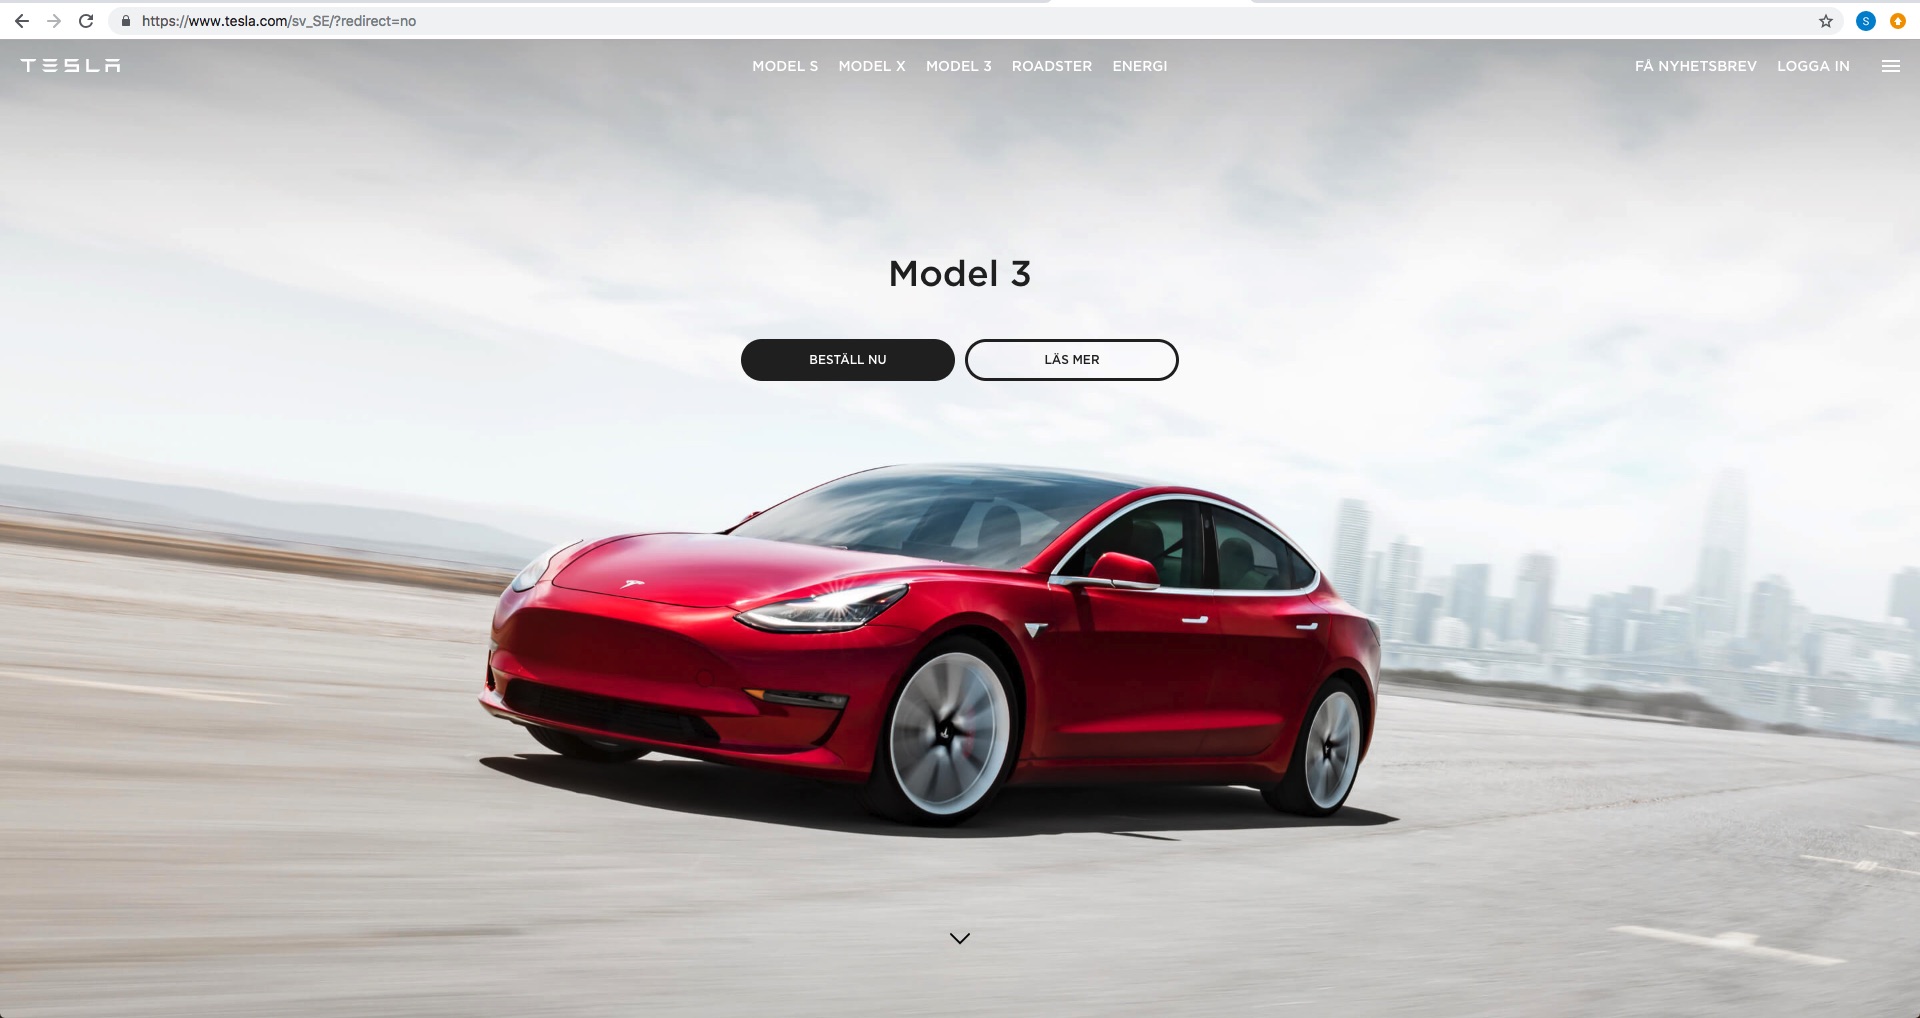 https://www.tesla.com/sv_SE/?redirect=no
S
TESLA
MODEL S MODEL X MODEL 3 ROADSTER ENERGI
FÅ NYHETSBREV LOGGA IN
Model 3
BESTÄLL NU
LÄS MER